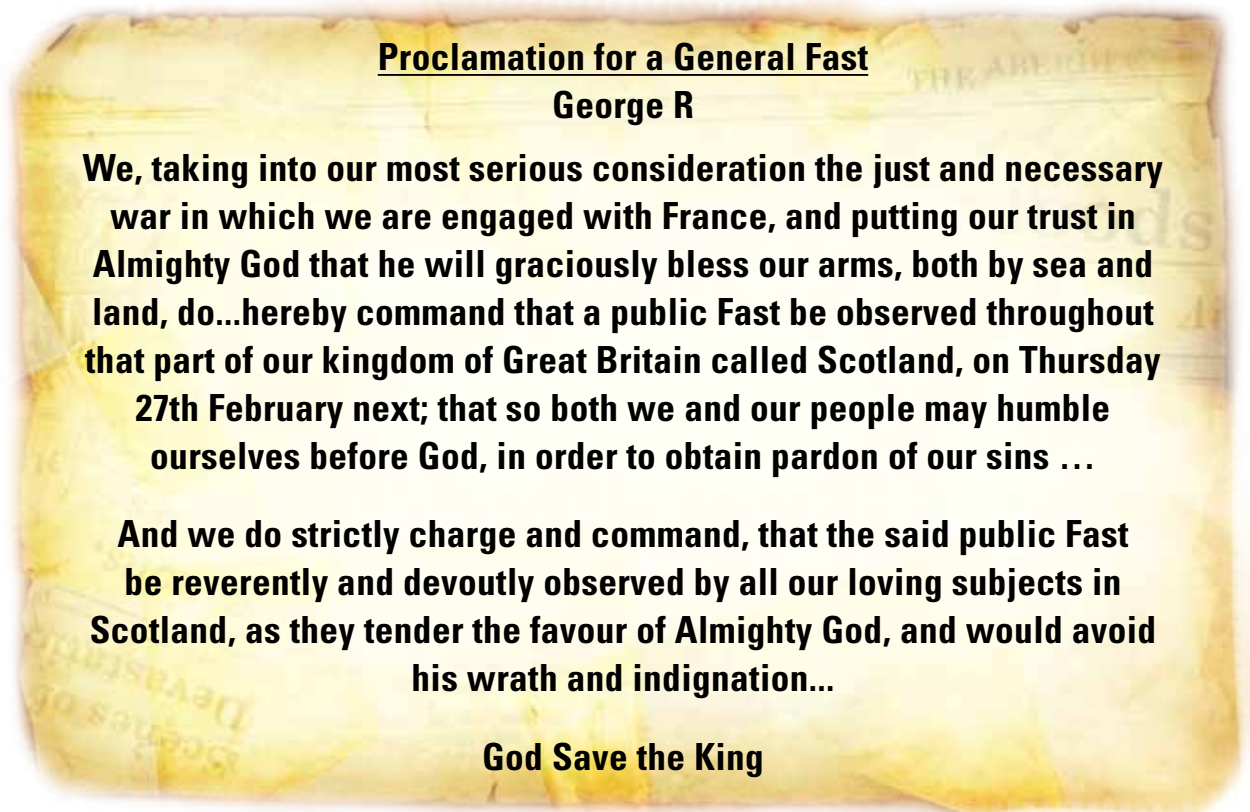 THE ABERDEE
Proclamation for a General Fast
George R
We, taking into our most serious consideration the just and necessary
war in which we are engaged with France, and putting our trust in
Almighty God that he will graciously bless our arms, both by sea and
land, do...hereby command that a public Fast be observed throughout
that part of our kingdom of Great Britain called Scotland, on Thursday
27th February next; that so both we and our people may humble
ourselves before God, in order to obtain pardon of our sins …
And we do strictly charge and command, that the said public Fast
be reverently and devoutly observed by all our loving subjects in
Scotland, as they tender the favour of Almighty God, and would avoid
his wrath and indignation...
Devasta
Scenes of
God Save the King